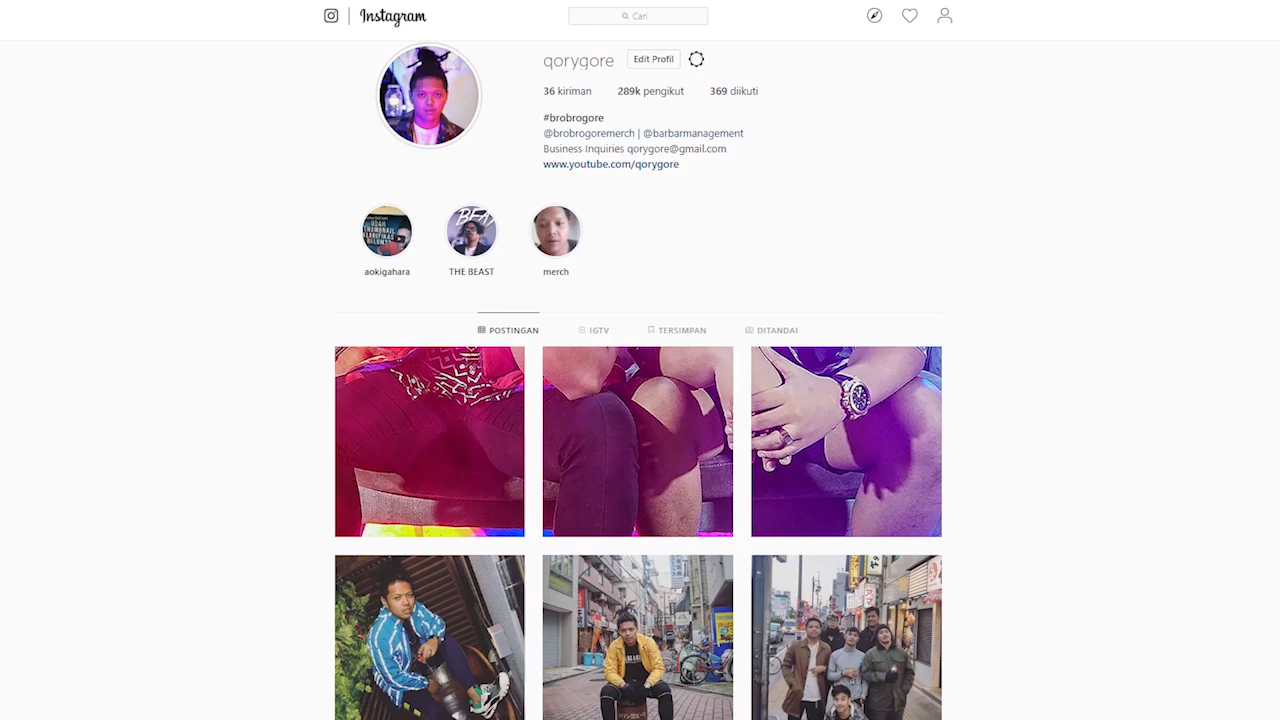 Instagram
Cari
qorygore Edit Profil
36 kiriman 289k pengikut 369 diikuti
#brobrogore
@brobrogoremerch | @barbarmanagement
Business Inquiries qorygore@gmail.com
www.youtube.com/qorygore
aokigahara THE BEAST merch
POSTINGAN IGTV TERSIMPAN DITANDAI